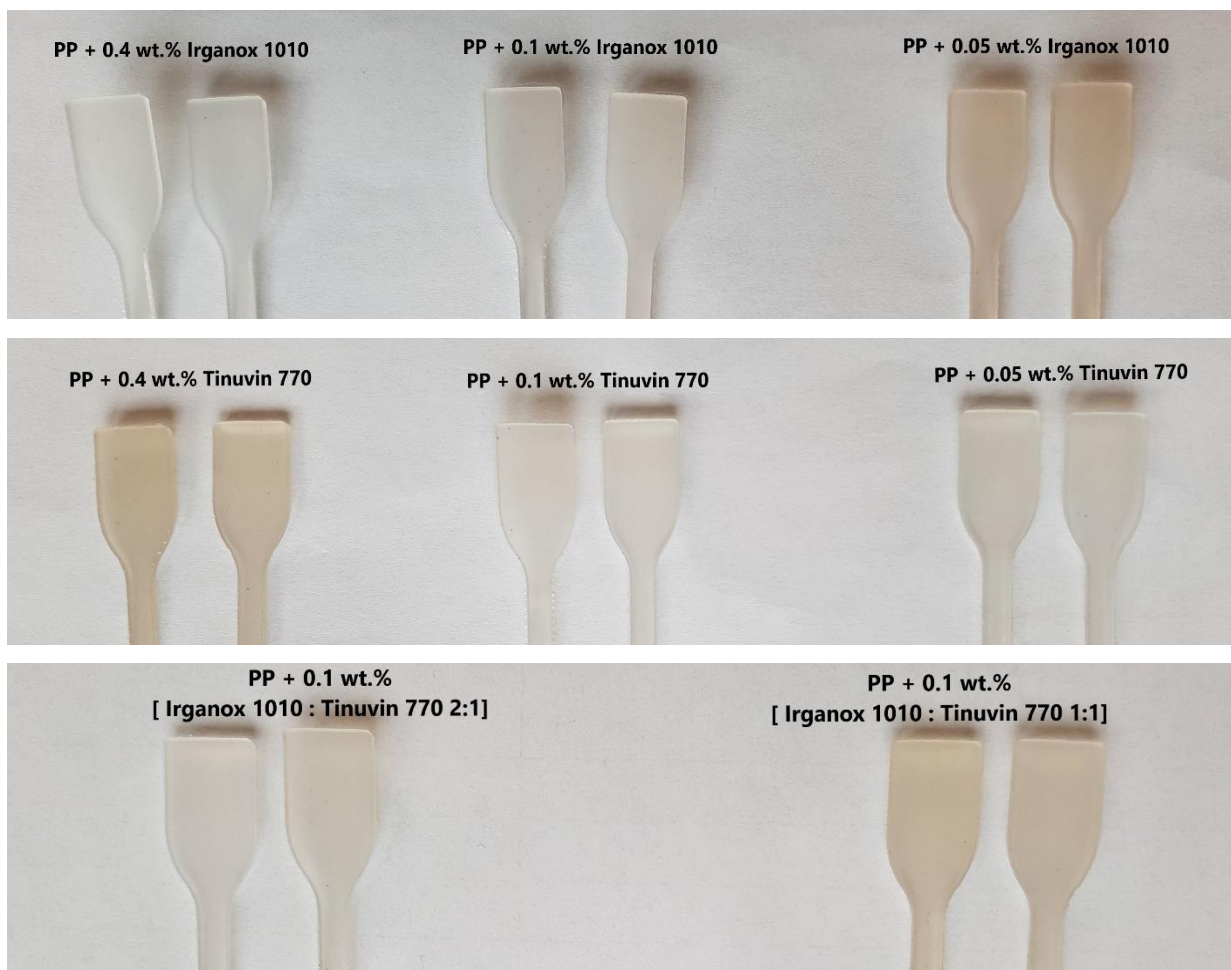 PP + 0.4 wt.% Irganox 1010
PP + 0.1 wt.% Irganox 1010
PP + 0.05 wt.% Irganox 1010
PP + 0.4 wt.% Tinuvin 770
PP + 0.1 wt.% Tinuvin 770
PP + 0.05 wt.% Tinuvin 770
PP + 0.1 wt.%
[ Irganox 1010 : Tinuvin 770 2:1]
PP + 0.1 wt.%
[ Irganox 1010 : Tinuvin 770 1:1]